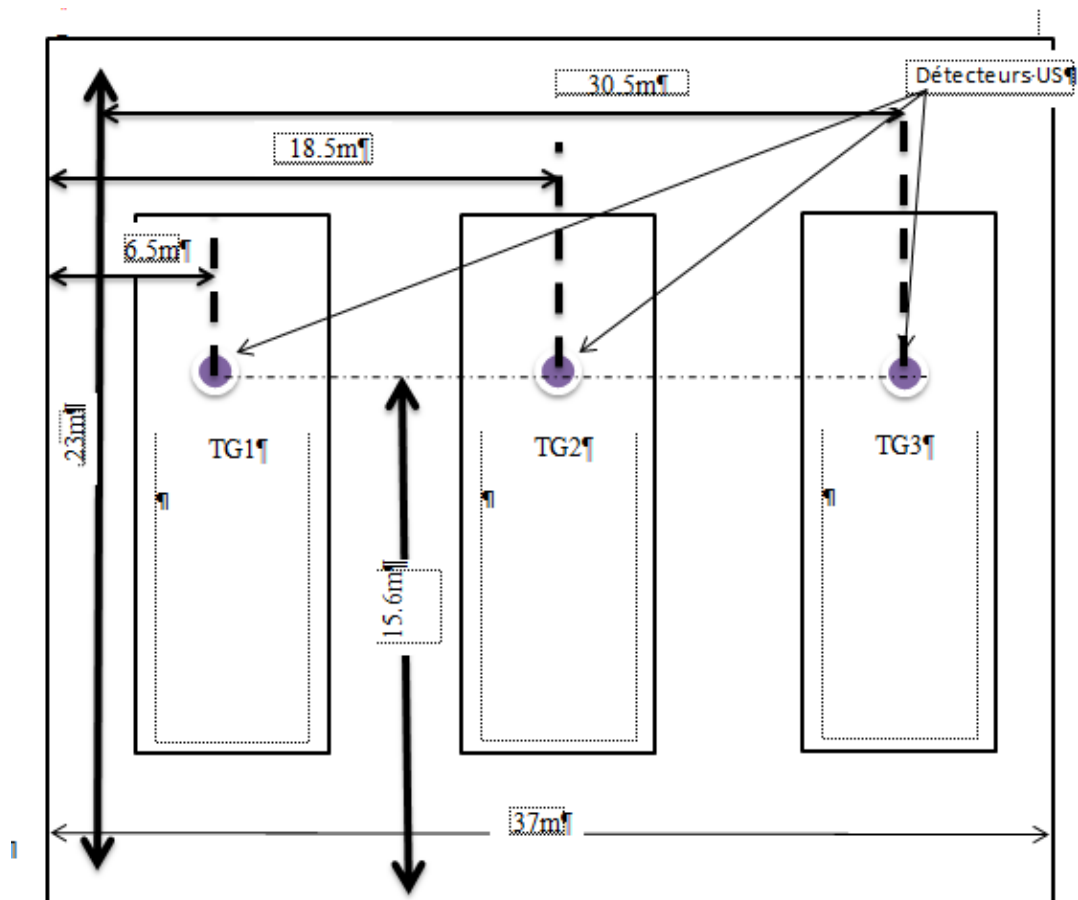 Détecteurs·US¶
30.5m¶
18.5m¶
6.5m¶
23m¶
TG1¶
TG2¶
TG3¶
¶
¶
¶
15.6m¶
37m¶
¶